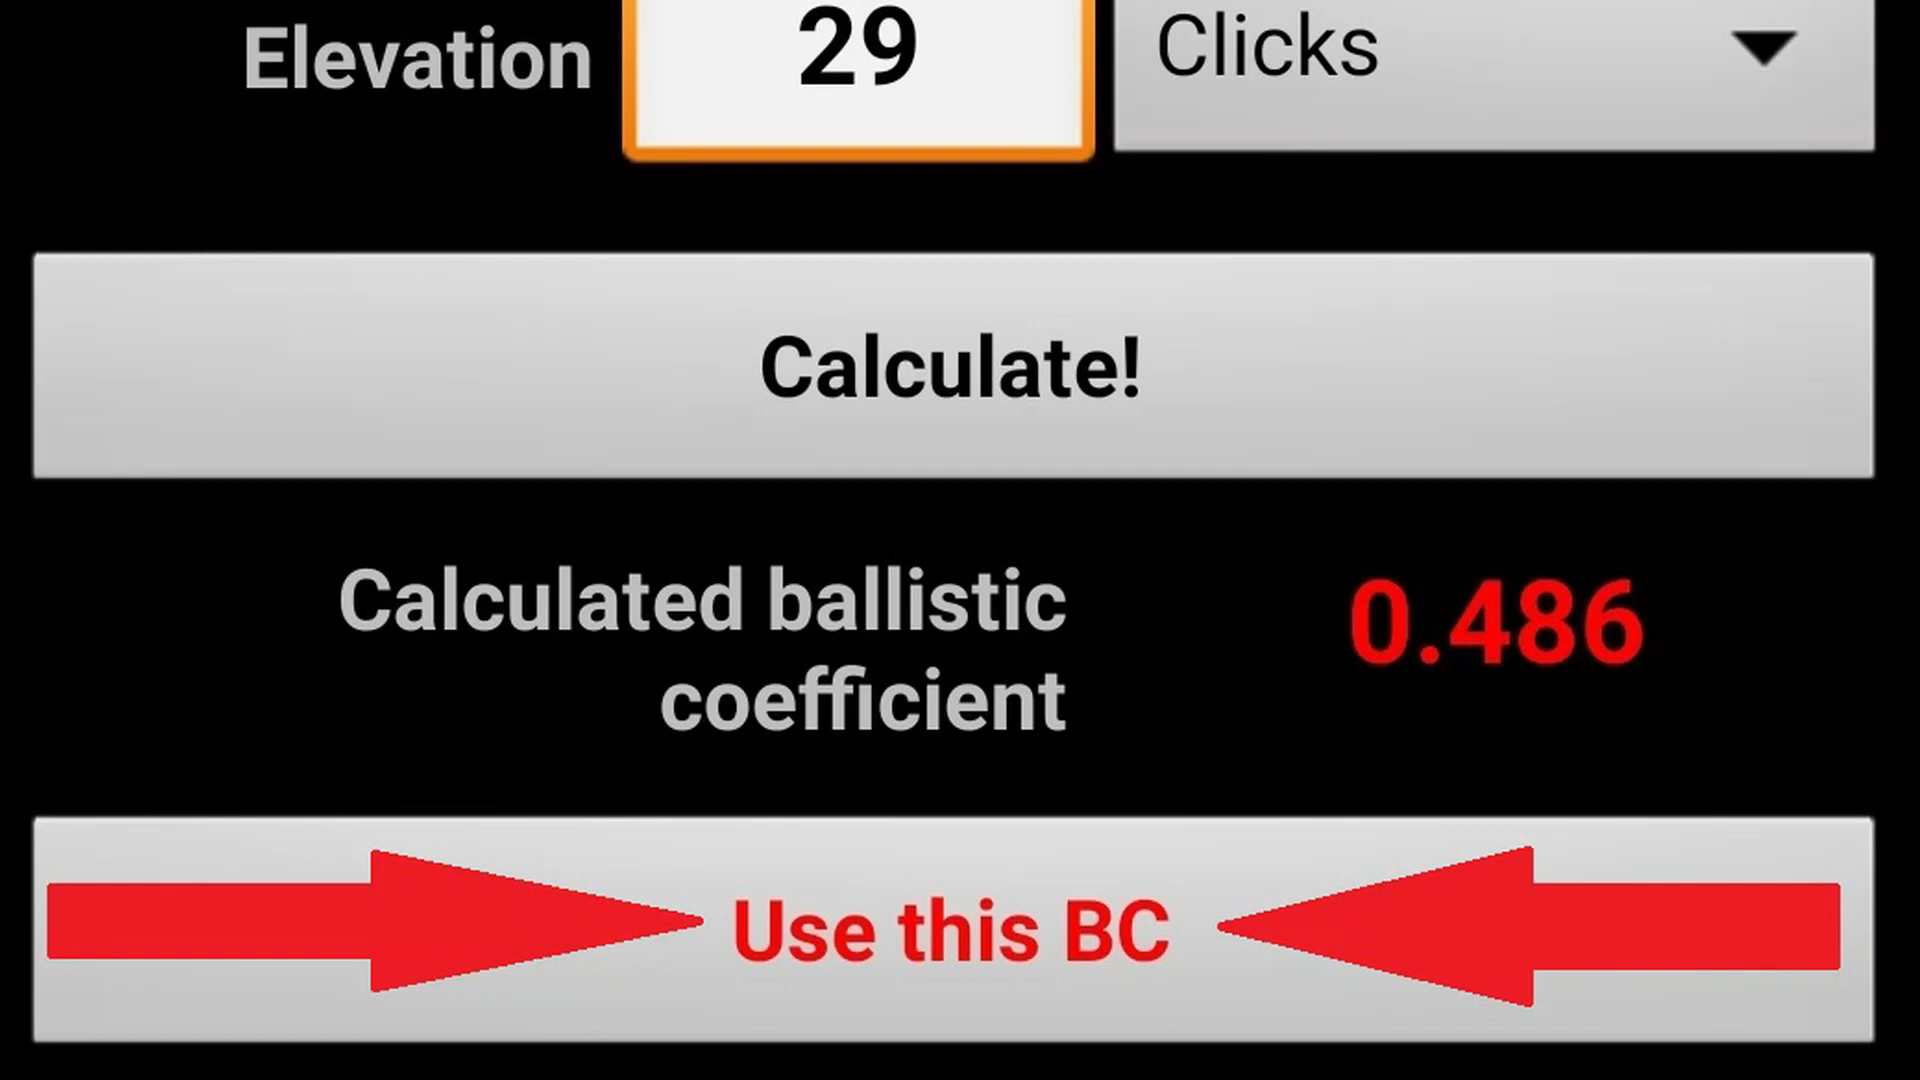 Elevation 29 Clicks
Calculate!
Calculated ballistic 0.486
coefficient
Use this BC